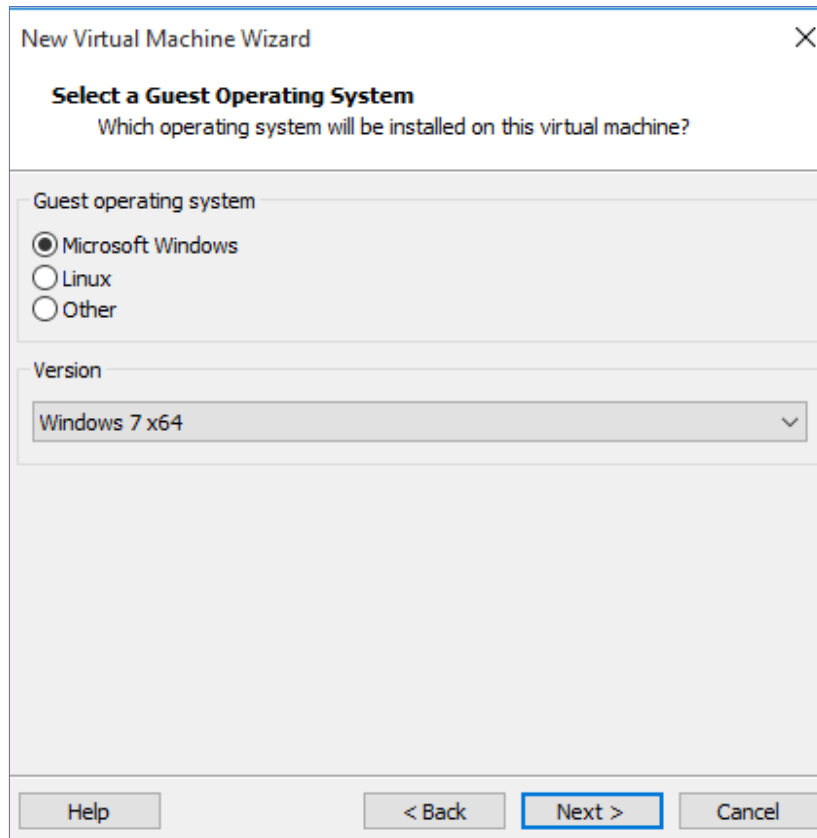 New Virtual Machine Wizard
Select a Guest Operating System
Which operating system will be installed on this virtual machine?
Guest operating system
Microsoft Windows
Linux
Other
Version
Windows 7 x64
Help
< Back
Next >
Cancel